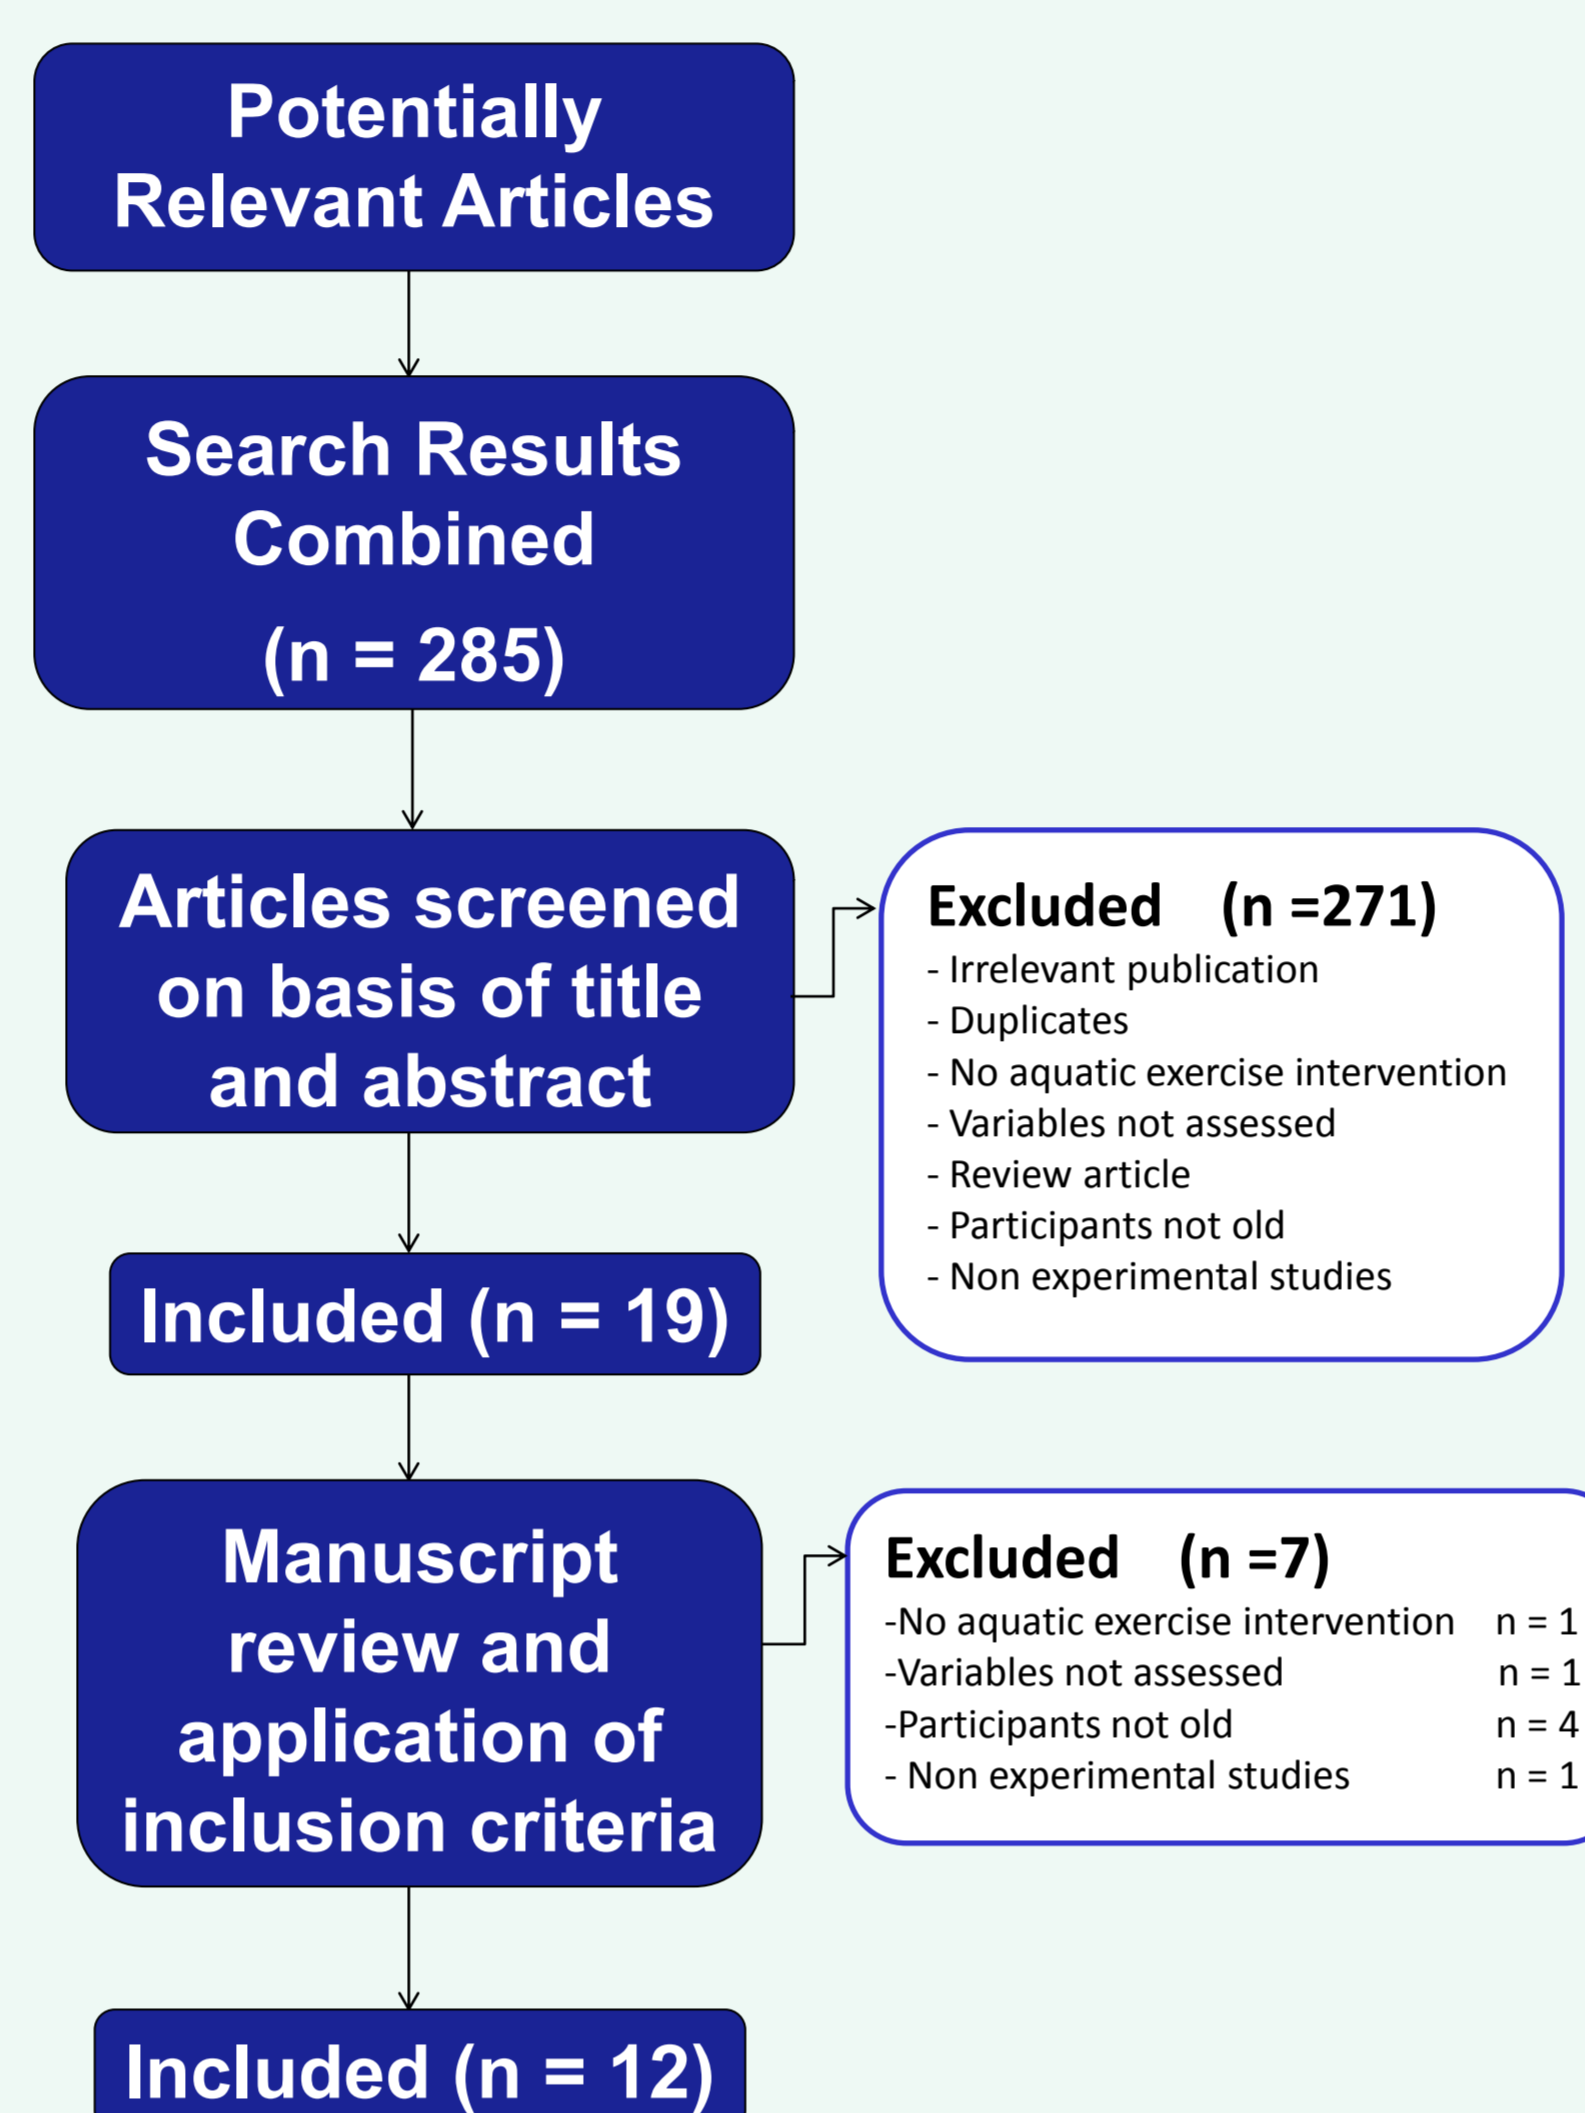 Potentially
Relevant Articles
Search Results
Combined
(n = 285)
Articles screened
on basis of title
and abstract
Excluded (n =271)
- Irrelevant publication
- Duplicates
- No aquatic exercise intervention
- Variables not assessed
- Review article
- Participants not old
- Non experimental studies
Included (n = 19)
Manuscript
review and
application of
inclusion criteria
Excluded (n =7)
-No aquatic exercise intervention n = 1
-Variables not assessed n = 1
-Participants not old n = 4
- Non experimental studies n = 1
Included (n = 12)